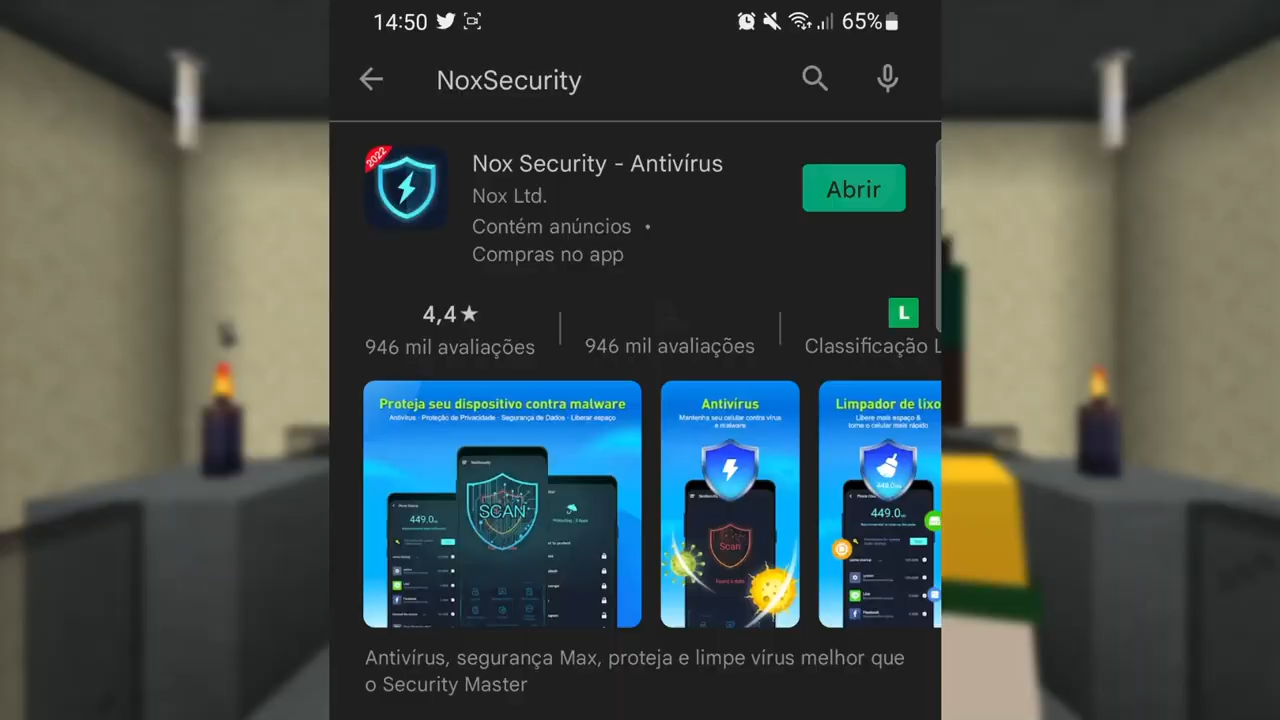 14:50
65%
NoxSecurity
2022
Nox Security - Antivírus
Nox Ltd.
Abrir
Contém anúncios •
Compras no app
4,4★
L
946 mil avaliações
946 mil avaliações
Classificação L
Proteja seu dispositivo contra malware
Antivírus · Proteção de Privacidade · Segurança de Dados · Liberar espaço
SCAN
449.0
Antivírus
Mantenha seu celular contra vírus
e malware
Scan
Limpador de lixo
Libere mais espaço &
torne o celular mais rápido
449.0
Facebook
Antivírus, segurança Max, proteja e limpe vírus melhor que
o Security Master